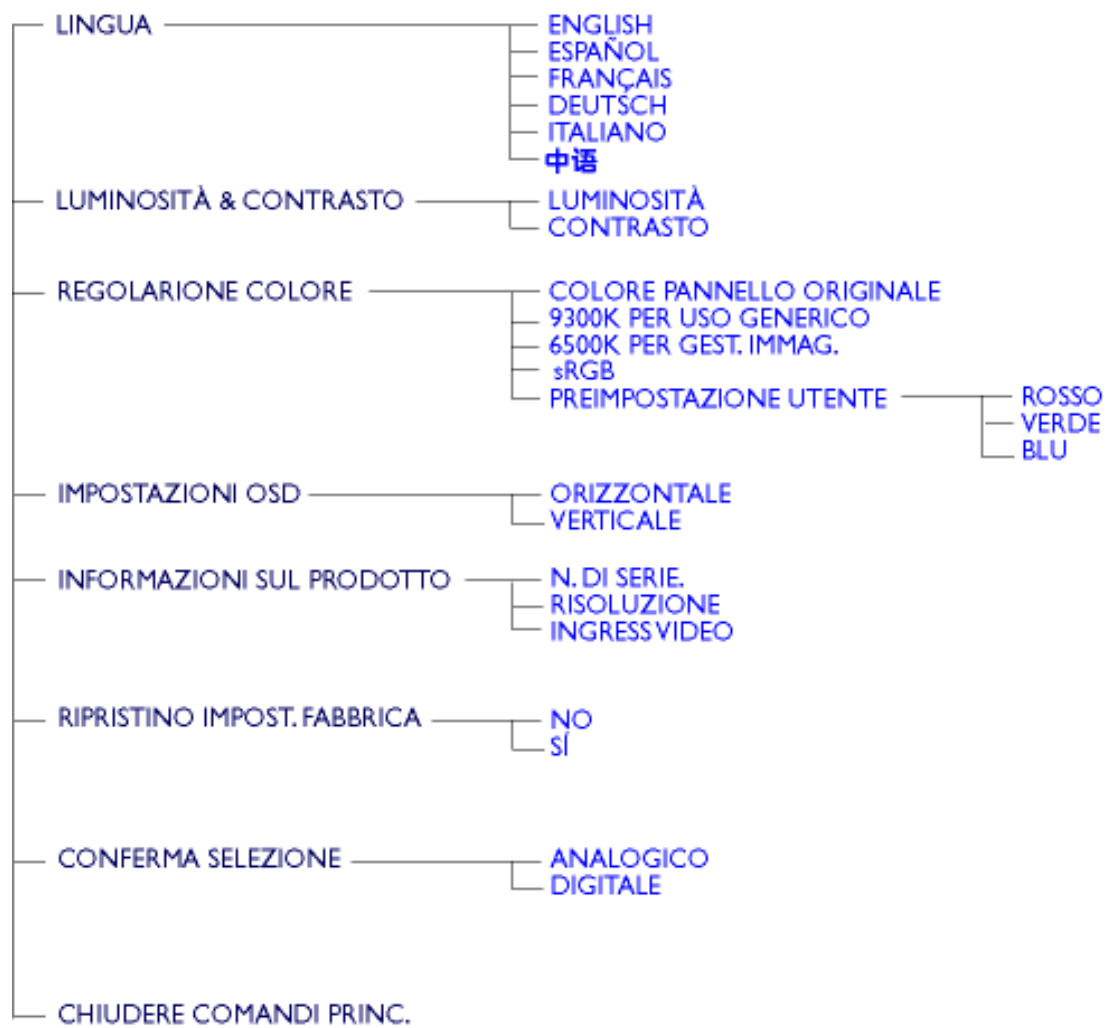 LINGUA
ENGLISH
ESPAÑOL
FRANÇAIS
DEUTSCH
ITALIANO
中语
LUMINOSITÀ & CONTRASTO
LUMINOSITÀ
CONTRASTO
REGOLARIONE COLORE
COLORE PANNELLO ORIGINALE
9300K PER USO GENERICO
6500K PER GEST. IMMAG.
sRGB
PREIMPOSTAZIONE UTENTE
ROSSO
VERDE
BLU
IMPOSTAZIONI OSD
ORIZZONTALE
VERTICALE
INFORMAZIONI SUL PRODOTTO
N. DI SERIE.
RISOLUZIONE
INGRESS VIDEO
RIPRISTINO IMPOST. FABBRICA
NO
SÍ
CONFERMA SELEZIONE
ANALOGICO
DIGITALE
CHIUDERE COMANDI PRINC.